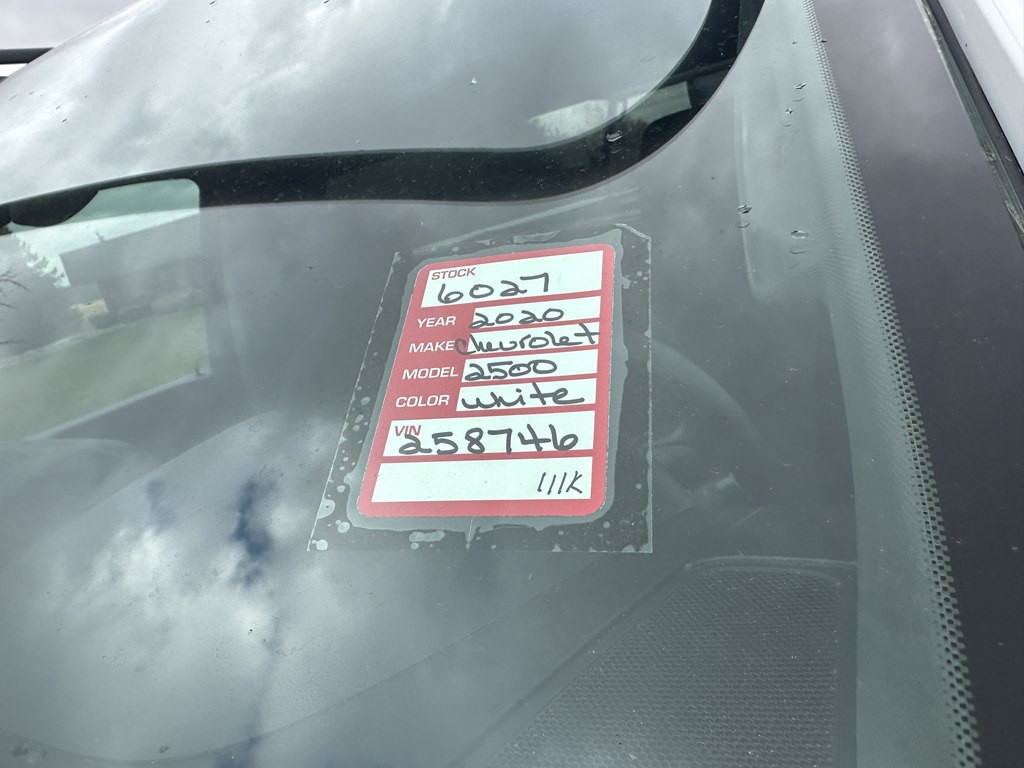 STOCK
6027
YEAR 2020
MAKE Chevrolet
MODEL 2500
COLOR white
VIN
258746
111K